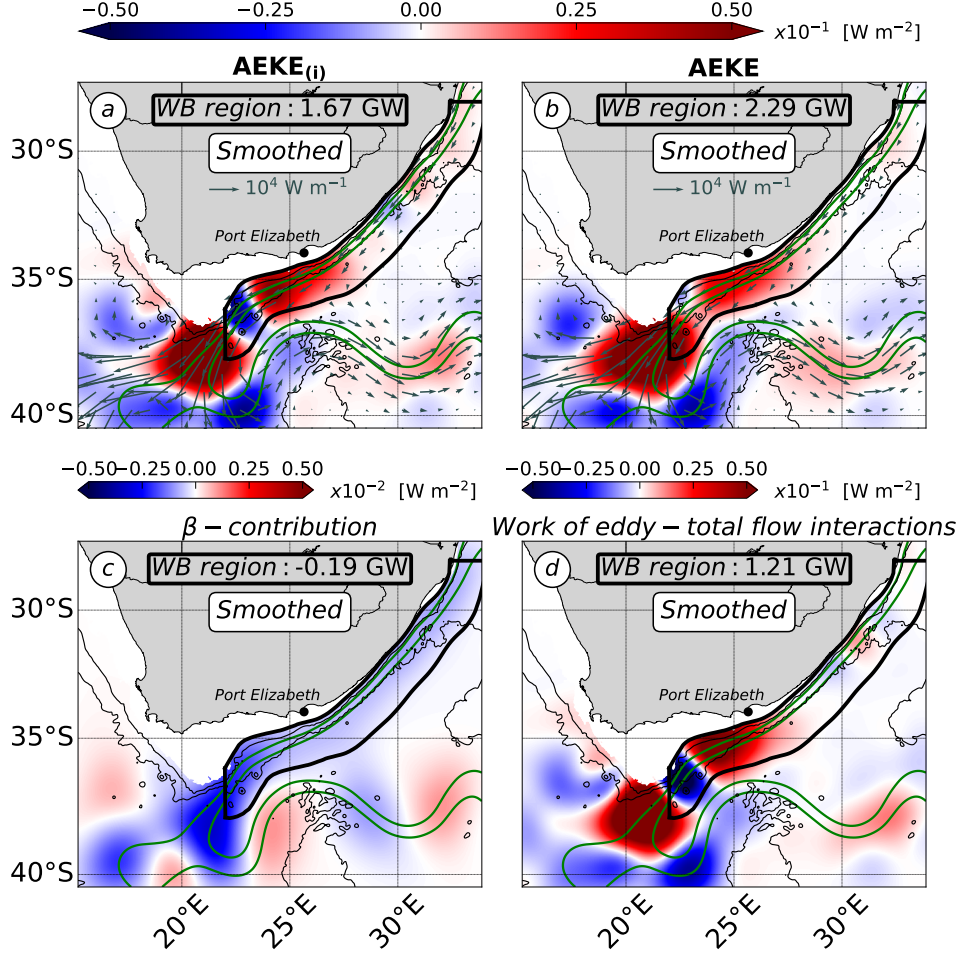 −0.50 −0.25 0.00 0.25 0.50 x10⁻¹ [W m⁻²]
AEKE₍ᵢ₎ AEKE
a WB region : 1.67 GW b WB region : 2.29 GW
30°S Smoothed Smoothed
10⁴ W m⁻¹ 10⁴ W m⁻¹
Port Elizabeth Port Elizabeth
35°S
40°S
−0.50 −0.25 0.00 0.25 0.50 x10⁻² [W m⁻²] −0.50 −0.25 0.00 0.25 0.50 x10⁻¹ [W m⁻²]
β − contribution Work of eddy − total flow interactions
c WB region : -0.19 GW d WB region : 1.21 GW
30°S Smoothed Smoothed
Port Elizabeth Port Elizabeth
35°S
40°S
20°E 25°E 30°E 20°E 25°E 30°E